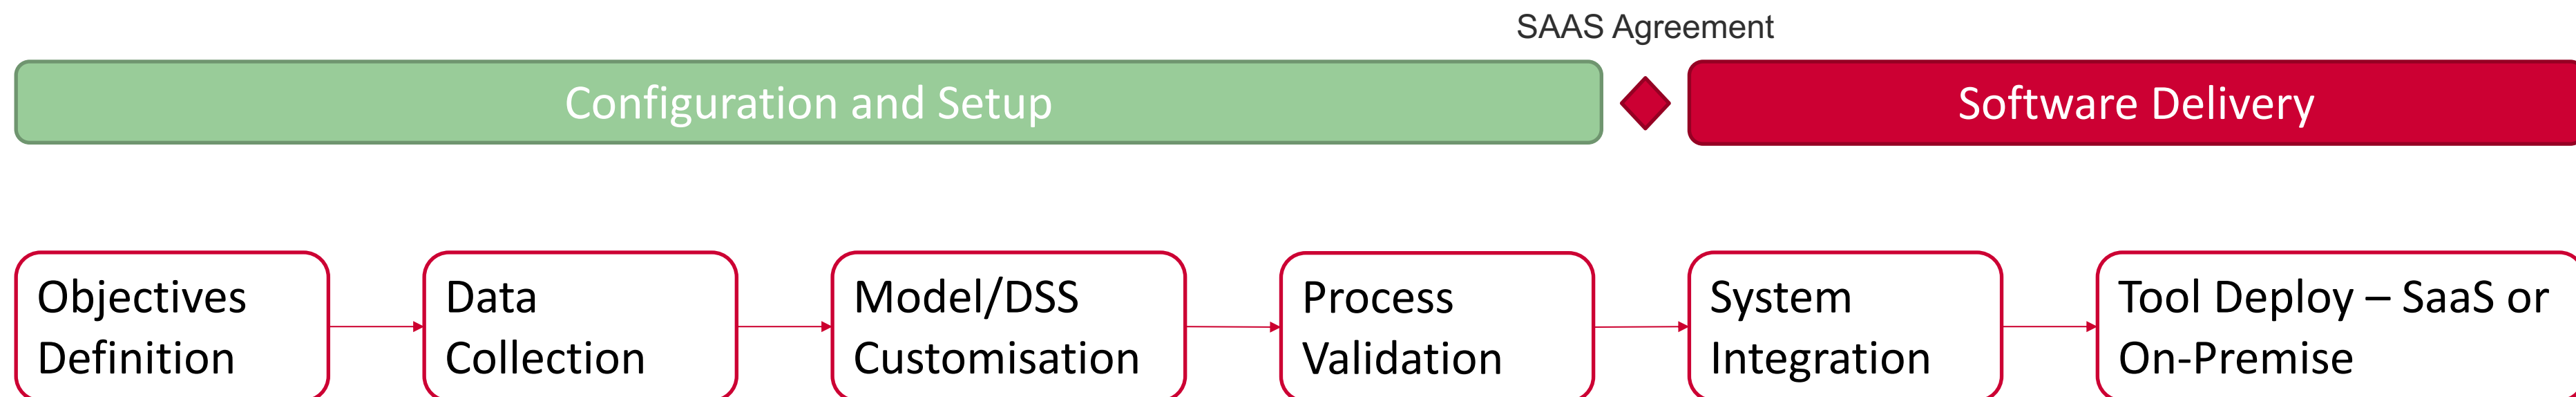 SAAS Agreement
Configuration and Setup
Software Delivery
Objectives
Definition
Data
Collection
Model/DSS
Customisation
Process
Validation
System
Integration
Tool Deploy – SaaS or
On-Premise